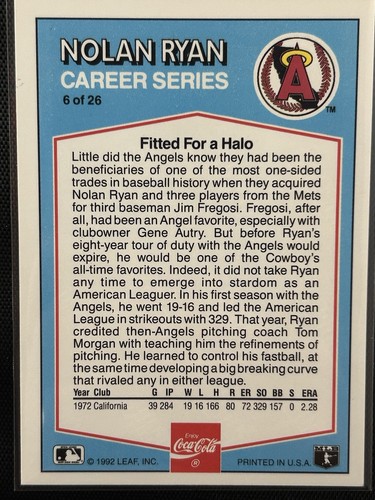 NOLAN RYAN
CAREER SERIES
6 of 26
A
TM
Fitted For a Halo
Little did the Angels know they had been the
beneficiaries of one of the most one-sided
trades in baseball history when they acquired
Nolan Ryan and three players from the Mets
for third baseman Jim Fregosi. Fregosi, after
all, had been an Angel favorite, especially with
clubowner Gene Autry. But before Ryan's
eight-year tour of duty with the Angels would
expire, he would be one of the Cowboy's
all-time favorites. Indeed, it did not take Ryan
any time to emerge into stardom as an
American Leaguer. In his first season with the
Angels, he went 19-16 and led the American
League in strikeouts with 329. That year, Ryan
credited then-Angels pitching coach Tom
Morgan with teaching him the refinements of
pitching. He learned to control his fastball, at
the same time developing a big breaking curve
that rivaled any in either league.
Year Club G IP W L H R ER SO BB S ERA
1972 California 39 284 19 16 166 80 72 329 157 0 2.28
Enjoy
Coca-Cola
®
© 1992 LEAF, INC.
PRINTED IN U.S.A.